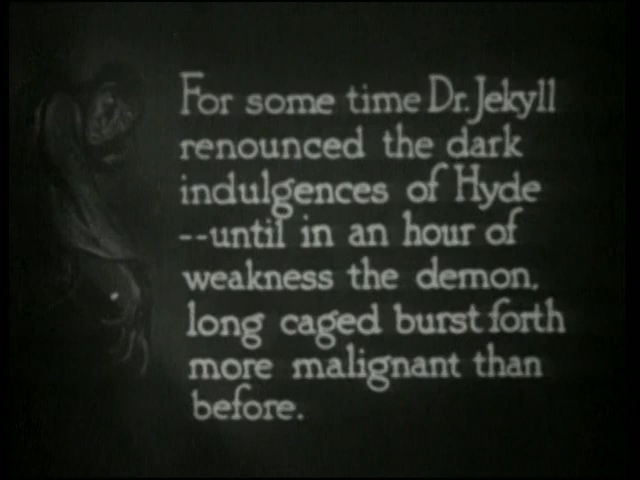 For some time Dr. Jekyll
renounced the dark
indulgences of Hyde
--until in an hour of
weakness the demon,
long caged burst forth
more malignant than
before.